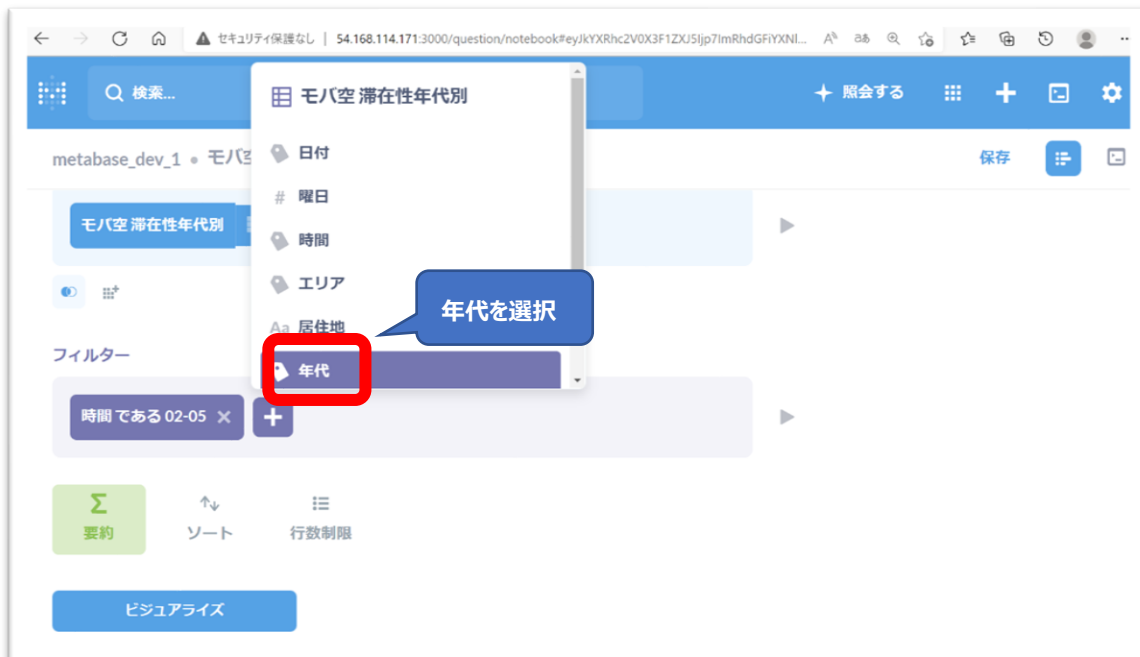 セキュリティ保護なし | 54.168.114.171:3000/question/notebook#eyJkYXRhc2V0X3F1ZXJ5Ijp7ImRhdGFiYXNl...
検索...
照会する
モバ空 滞在性年代別
metabase_dev_1 • モバ空
保存
日付
# 曜日
時間
エリア
Aa 居住地
年代
年代を選択
モバ空 滞在性年代別
フィルター
時間 である 02-05 ×
要約
ソート
行数制限
ビジュアライズ